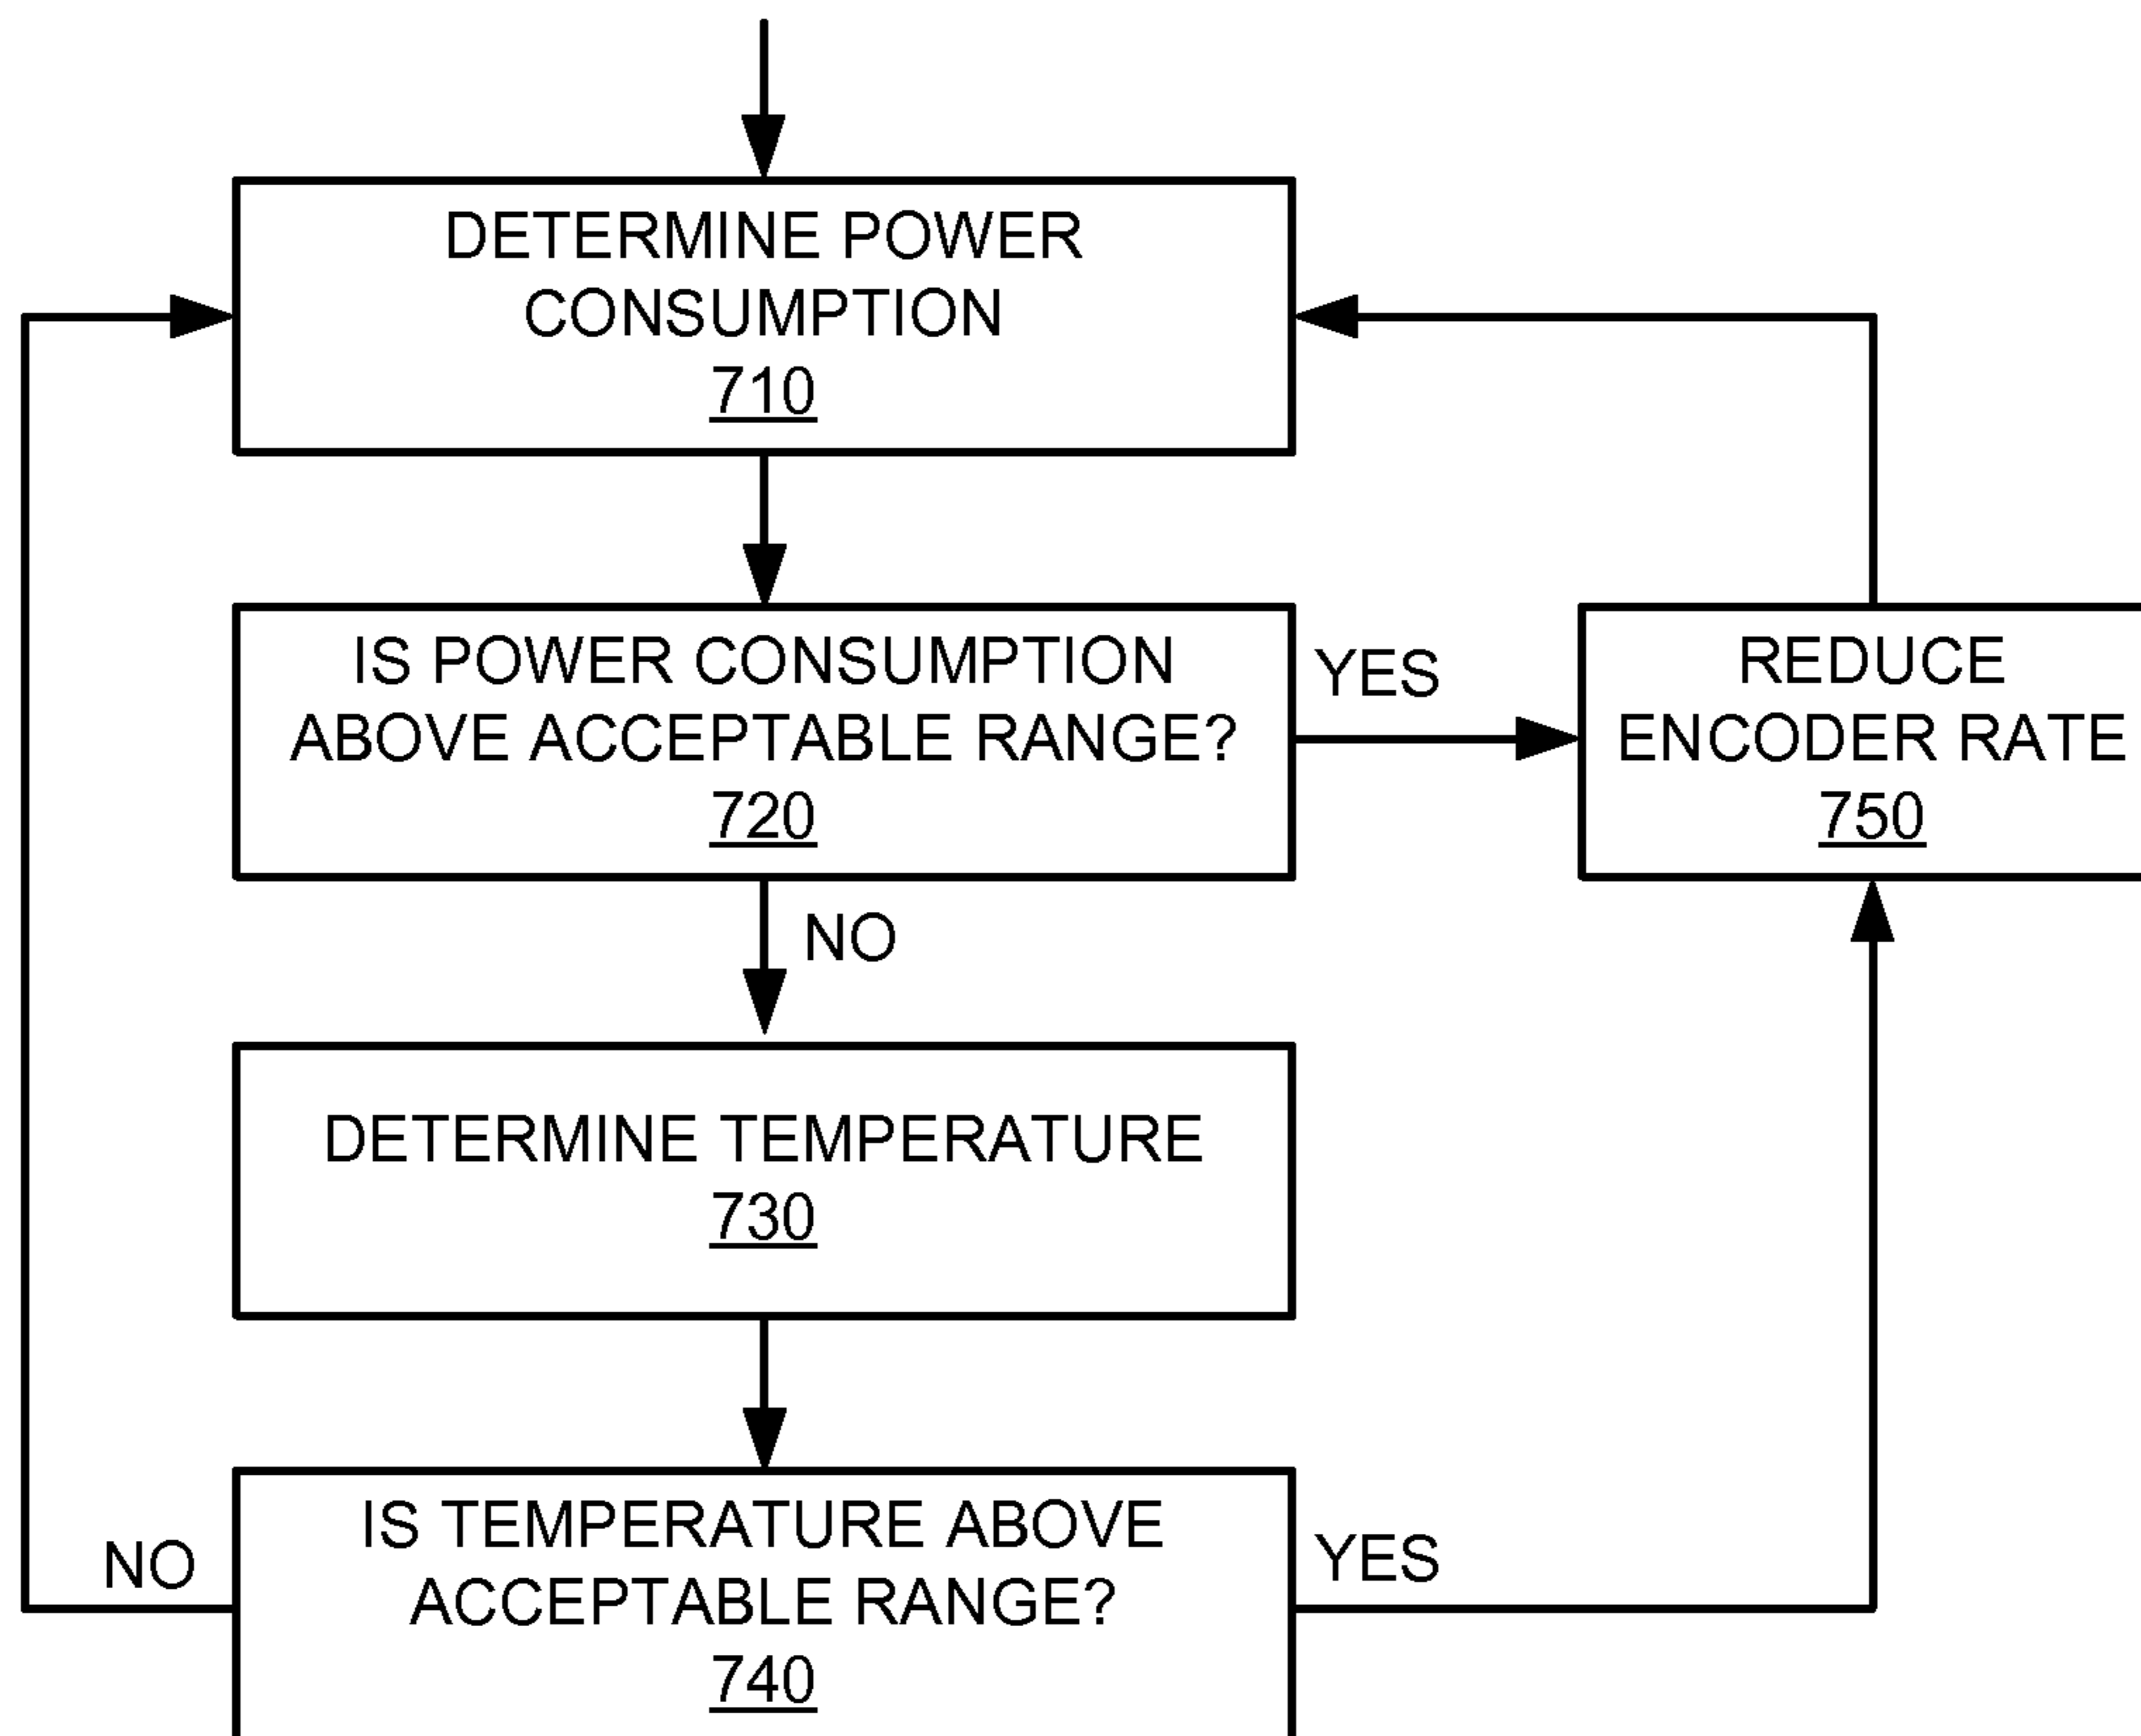 DETERMINE POWER
CONSUMPTION
710
IS POWER CONSUMPTION
ABOVE ACCEPTABLE RANGE?
720
YES
REDUCE
ENCODER RATE
750
NO
DETERMINE TEMPERATURE
730
IS TEMPERATURE ABOVE
ACCEPTABLE RANGE?
740
NO
YES